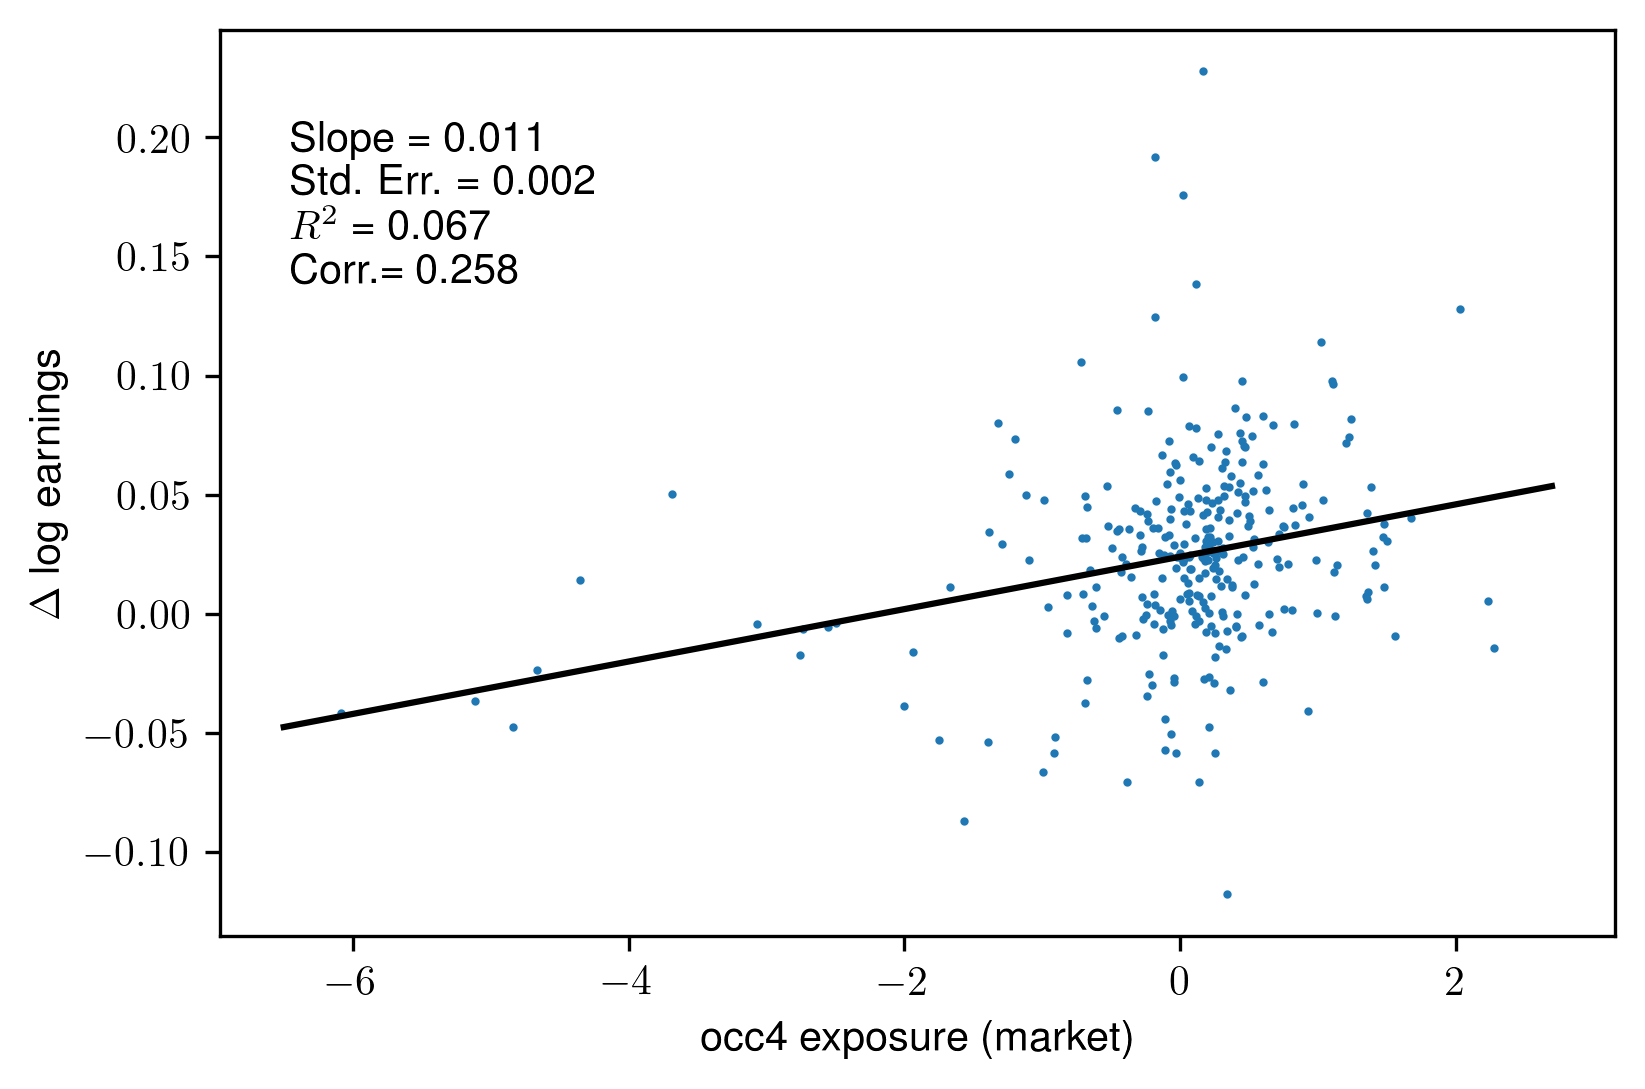 Slope = 0.011
Std. Err. = 0.002
R² = 0.067
Corr.= 0.258
0.20
0.15
0.10
0.05
0.00
−0.05
−0.10
Δ log earnings
−6
−4
−2
0
2
occ4 exposure (market)